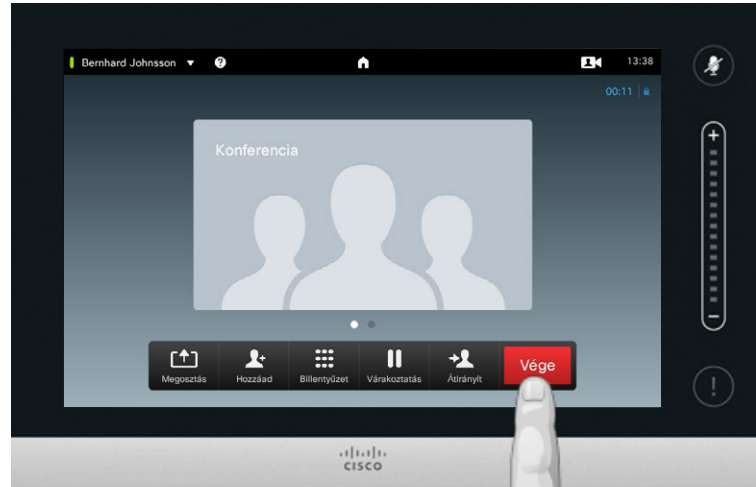 Bernhard Johnsson ▼ ? 13:38
00:11
Konferencia
Megosztás Hozzáad Billentyűzet Várakoztatás Átirányít Vége
CISCO